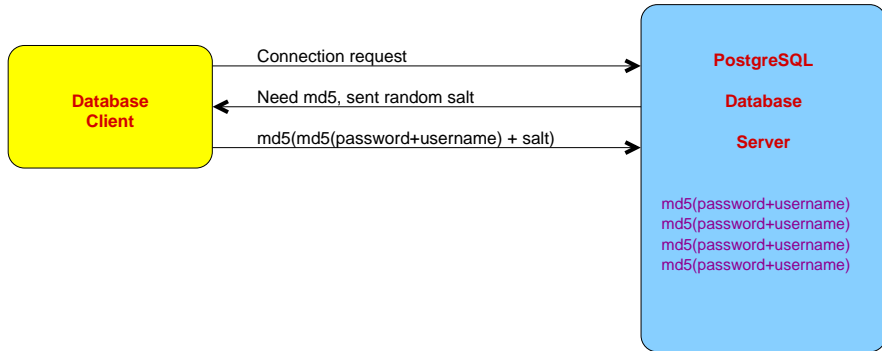 Database
Client
Connection request
Need md5, sent random salt
md5(md5(password+username) + salt)
PostgreSQL
Database
Server
md5(password+username)
md5(password+username)
md5(password+username)
md5(password+username)